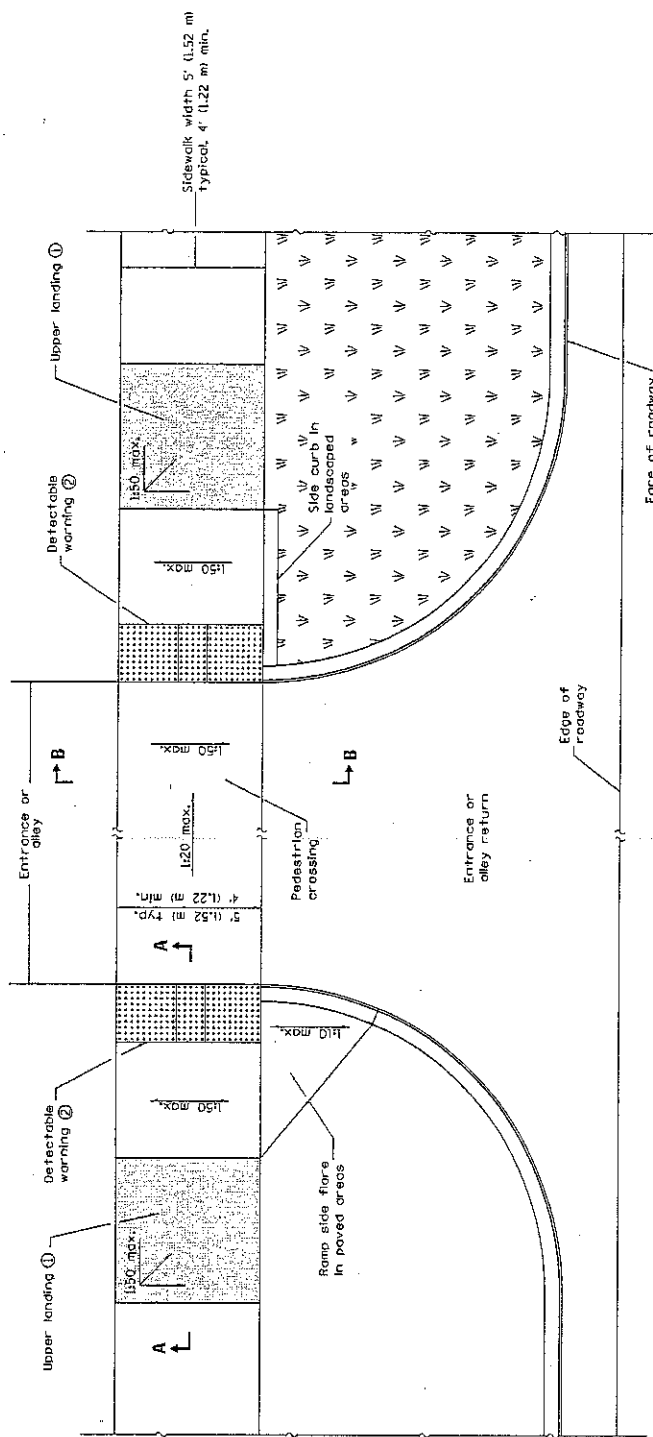 Sidewalk width 5' (1.52 m)
typical, 4' (1.22 m) min.
Upper landing ①
1:50 max.
Detectable
warning ②
1:50 max.
Side curb in
landscaped
areas
Entrance or
alley
B
B
1:50 max.
1:20 max.
Pedestrian
crossing
5' (1.52 m) typ.
4' (1.22 m) min.
A
Entrance or
alley return
Edge of
roadway
Face of roadway
Detectable
warning ②
1:50 max.
1:10 max.
Ramp side flare
in paved areas
Upper landing ①
1:50 max.
A